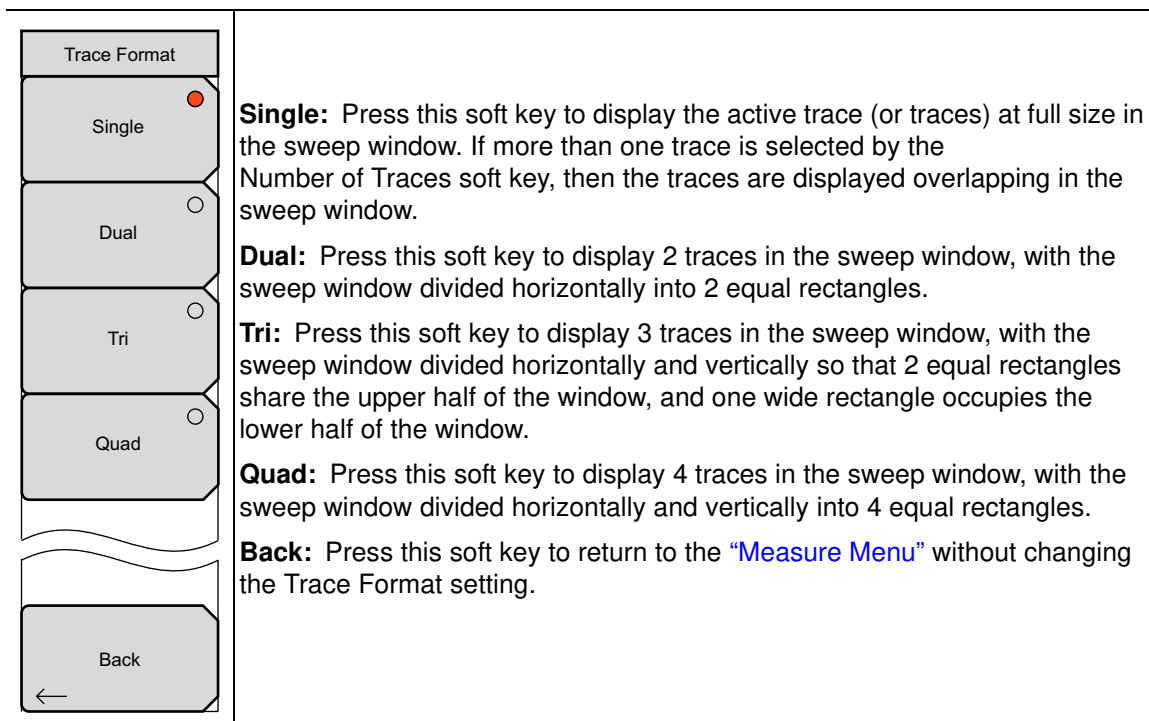 Trace Format
Single
Dual
Tri
Quad
Back
Single: Press this soft key to display the active trace (or traces) at full size in
the sweep window. If more than one trace is selected by the
Number of Traces soft key, then the traces are displayed overlapping in the
sweep window.
Dual: Press this soft key to display 2 traces in the sweep window, with the
sweep window divided horizontally into 2 equal rectangles.
Tri: Press this soft key to display 3 traces in the sweep window, with the
sweep window divided horizontally and vertically so that 2 equal rectangles
share the upper half of the window, and one wide rectangle occupies the
lower half of the window.
Quad: Press this soft key to display 4 traces in the sweep window, with the
sweep window divided horizontally and vertically into 4 equal rectangles.
Back: Press this soft key to return to the “Measure Menu” without changing
the Trace Format setting.